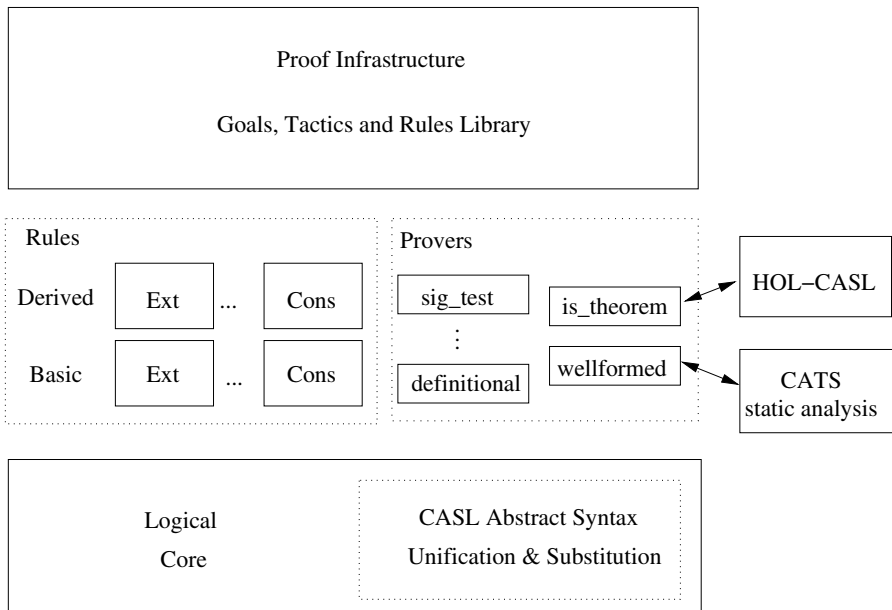 Proof Infrastructure
Goals, Tactics and Rules Library
Rules
Derived
Ext
...
Cons
Basic
Ext
...
Cons
Provers
sig_test
is_theorem
definitional
wellformed
HOL−CASL
CATS
static analysis
Logical
Core
CASL Abstract Syntax
Unification & Substitution